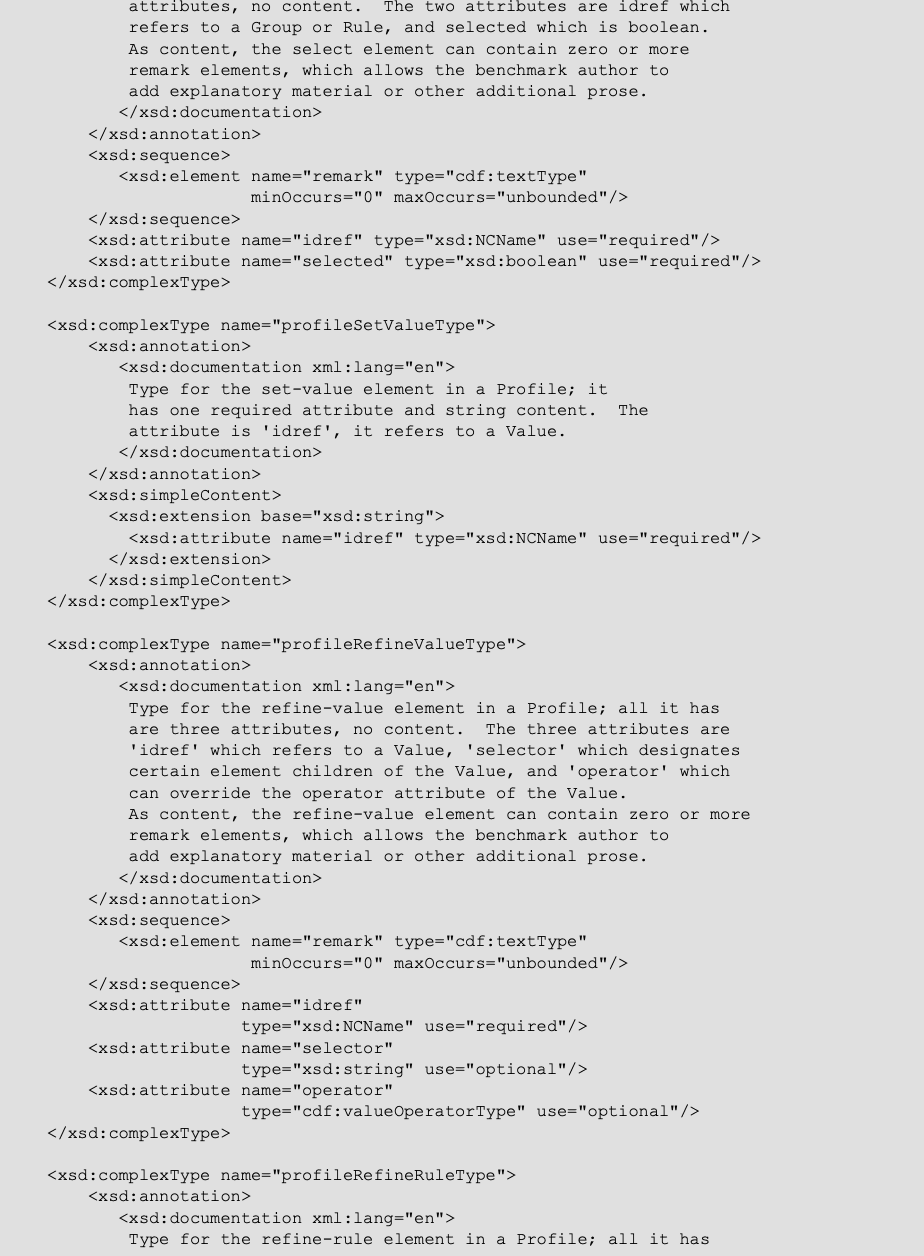 attributes, no content.  The two attributes are idref which
refers to a Group or Rule, and selected which is boolean.
As content, the select element can contain zero or more
remark elements, which allows the benchmark author to
add explanatory material or other additional prose.
</xsd:documentation>
</xsd:annotation>
<xsd:sequence>
<xsd:element name="remark" type="cdf:textType"
minOccurs="0" maxOccurs="unbounded"/>
</xsd:sequence>
<xsd:attribute name="idref" type="xsd:NCName" use="required"/>
<xsd:attribute name="selected" type="xsd:boolean" use="required"/>
</xsd:complexType>
<xsd:complexType name="profileSetValueType">
<xsd:annotation>
<xsd:documentation xml:lang="en">
Type for the set-value element in a Profile; it
has one required attribute and string content.  The
attribute is 'idref', it refers to a Value.
</xsd:documentation>
</xsd:annotation>
<xsd:simpleContent>
<xsd:extension base="xsd:string">
<xsd:attribute name="idref" type="xsd:NCName" use="required"/>
</xsd:extension>
</xsd:simpleContent>
</xsd:complexType>
<xsd:complexType name="profileRefineValueType">
<xsd:annotation>
<xsd:documentation xml:lang="en">
Type for the refine-value element in a Profile; all it has
are three attributes, no content.  The three attributes are
'idref' which refers to a Value, 'selector' which designates
certain element children of the Value, and 'operator' which
can override the operator attribute of the Value.
As content, the refine-value element can contain zero or more
remark elements, which allows the benchmark author to
add explanatory material or other additional prose.
</xsd:documentation>
</xsd:annotation>
<xsd:sequence>
<xsd:element name="remark" type="cdf:textType"
minOccurs="0" maxOccurs="unbounded"/>
</xsd:sequence>
<xsd:attribute name="idref"
type="xsd:NCName" use="required"/>
<xsd:attribute name="selector"
type="xsd:string" use="optional"/>
<xsd:attribute name="operator"
type="cdf:valueOperatorType" use="optional"/>
</xsd:complexType>
<xsd:complexType name="profileRefineRuleType">
<xsd:annotation>
<xsd:documentation xml:lang="en">
Type for the refine-rule element in a Profile; all it has